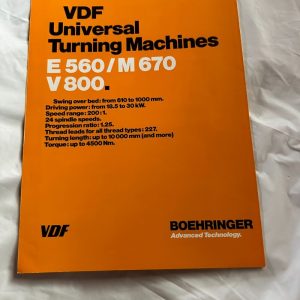 VDF
Universal
Turning Machines
E 560/M 670
V 800.
Swing over bed: from 610 to 1000 mm.
Driving power: from 18.5 to 30 kW.
Speed range: 200:1.
24 spindle speeds.
Progression ratio: 1.25.
Thread leads for all thread types: 227.
Turning length: up to 10 000 mm (and more)
Torque: up to 4500 Nm.
VDF
BOEHRINGER
Advanced Technology.